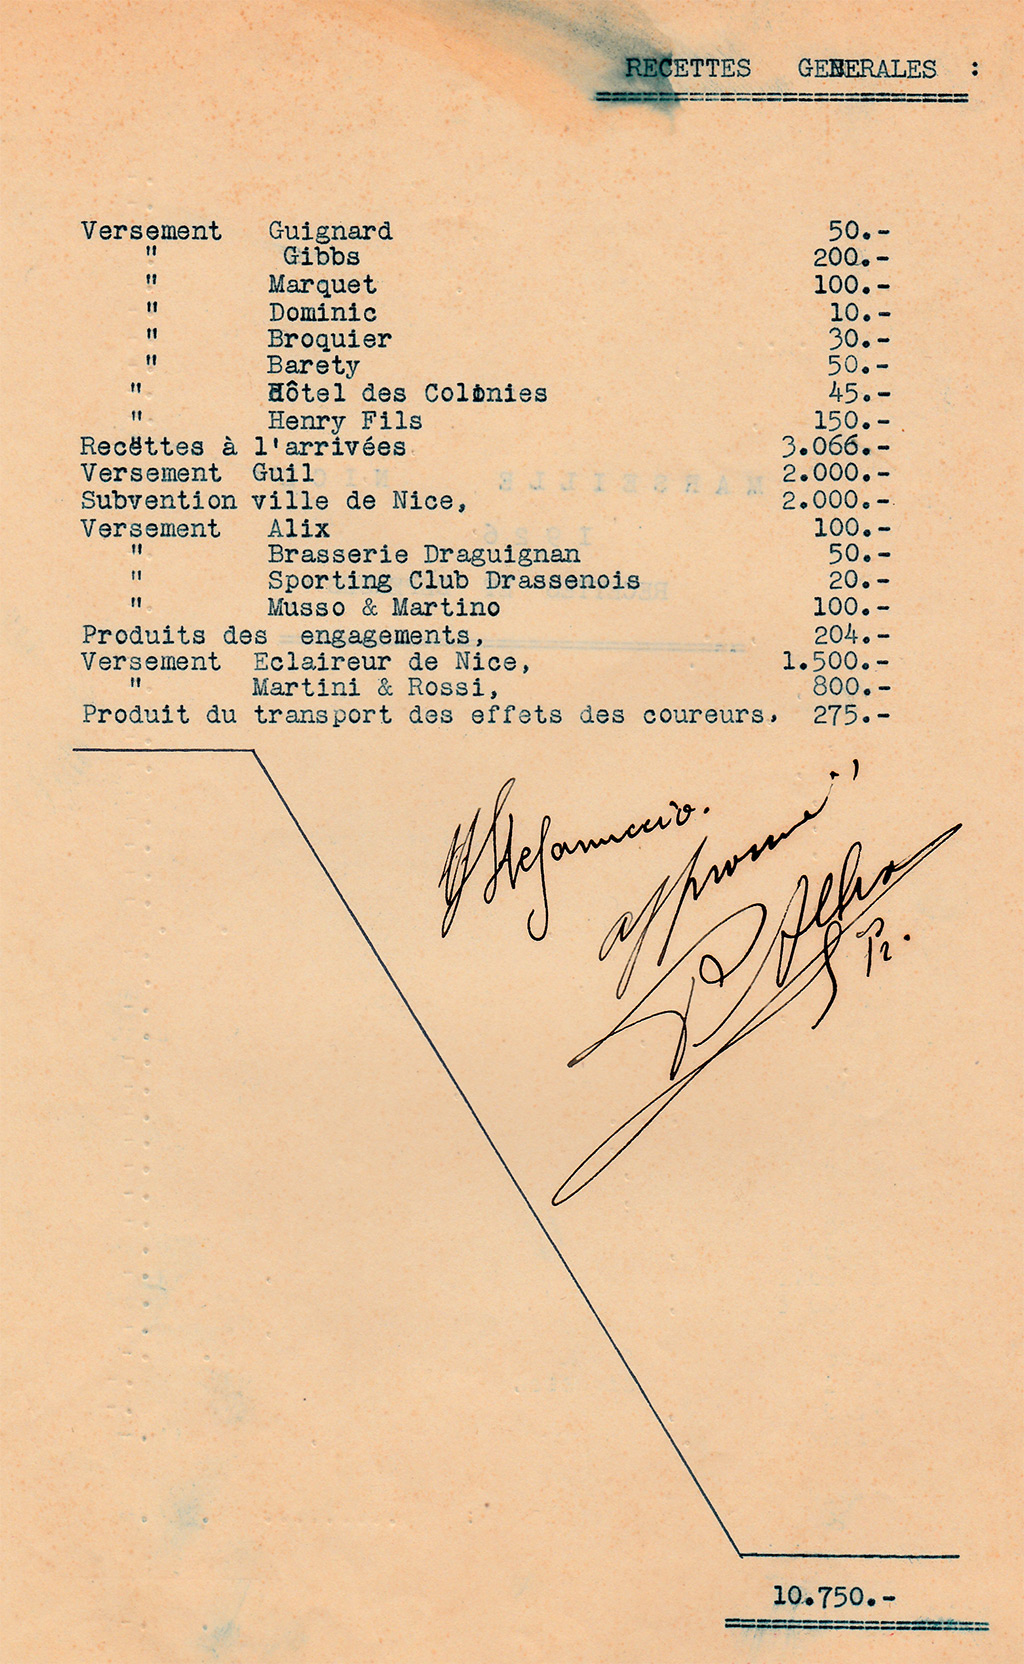 RECETTES GENERALES :
Versement Guignard 50.-
" Gibbs 200.-
" Marquet 100.-
" Dominic 10.-
" Broquier 30.-
" Barety 50.-
" Hôtel des Colonies 45.-
" Henry Fils 150.-
Recettes à l'arrivées 3.066.-
Versement Guil 2.000.-
Subvention ville de Nice, 2.000.-
Versement Alix 100.-
" Brasserie Draguignan 50.-
" Sporting Club Drassenois 20.-
" Musso & Martino 100.-
Produits des engagements, 204.-
Versement Eclaireur de Nice, 1.500.-
" Martini & Rossi, 800.-
Produit du transport des effets des coureurs. 275.-
10.750.-